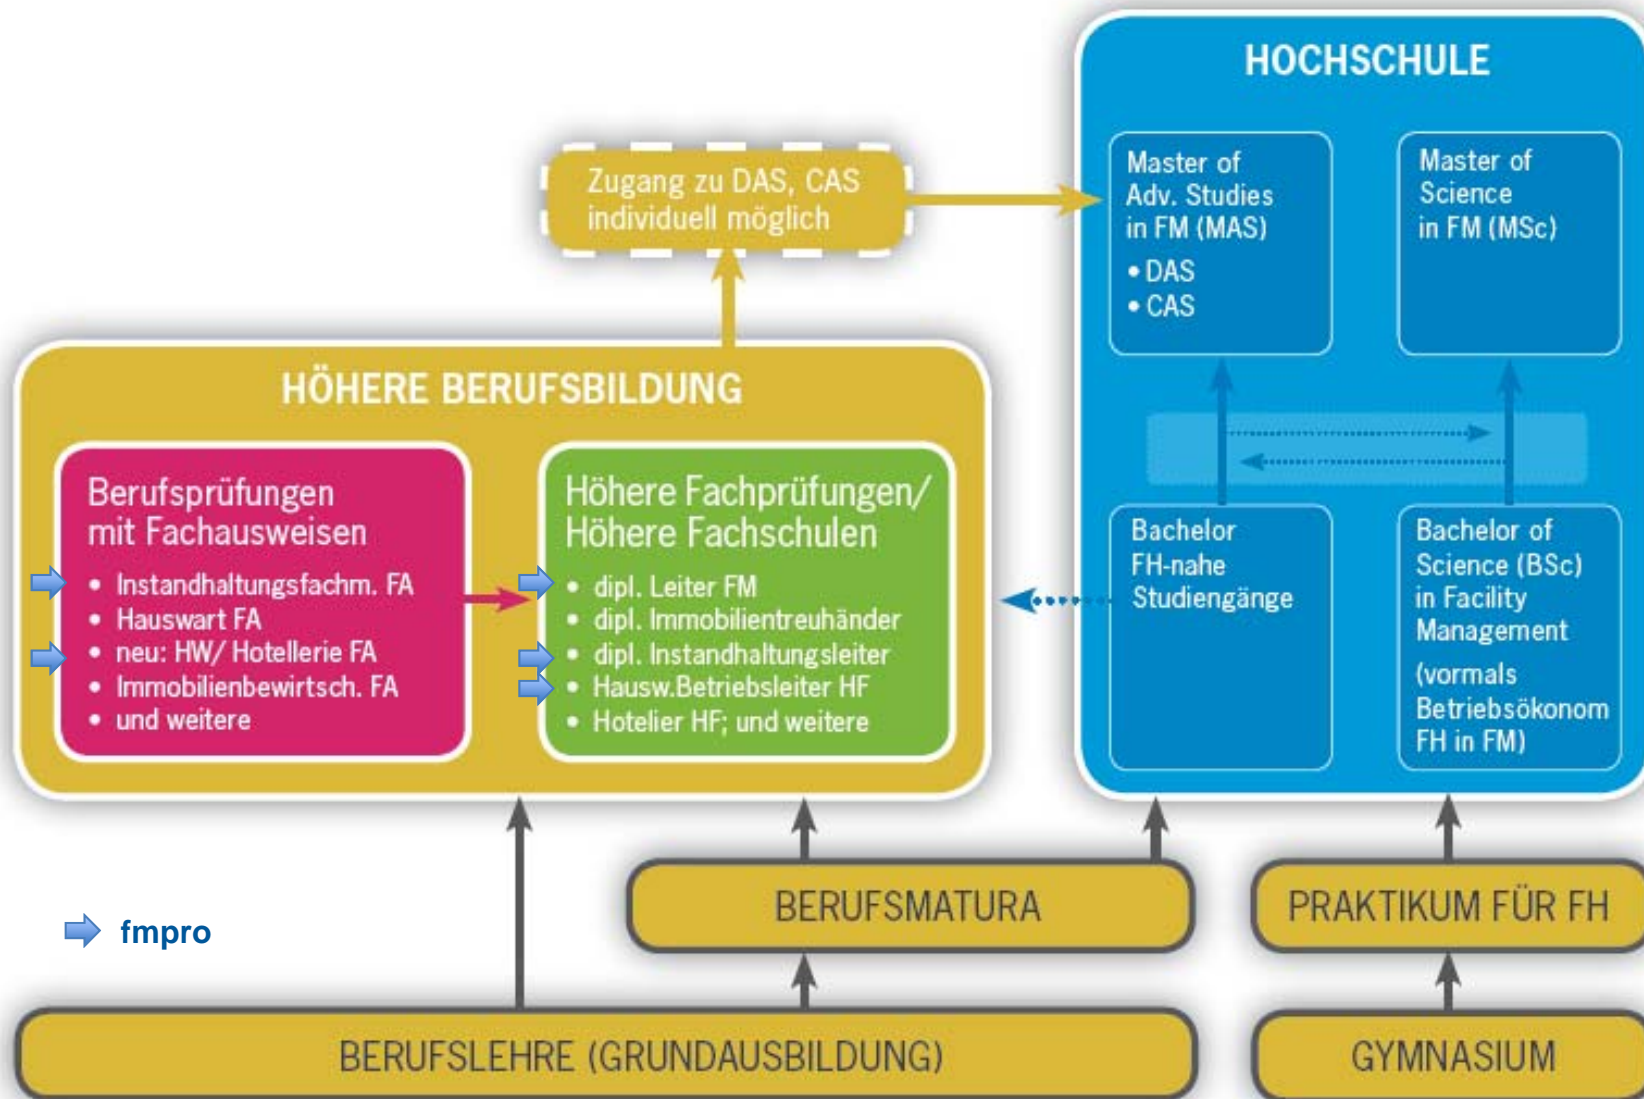 HOCHSCHULE
Master of
Adv. Studies
in FM (MAS)
• DAS
• CAS
Master of
Science
in FM (MSc)
Zugang zu DAS, CAS
individuell möglich
HÖHERE BERUFSBILDUNG
Berufsprüfungen
mit Fachausweisen
• Instandhaltungsfachm. FA
• Hauswart FA
• neu: HW/ Hotellerie FA
• Immobilienbewirtsch. FA
• und weitere
Höhere Fachprüfungen/
Höhere Fachschulen
• dipl. Leiter FM
• dipl. Immobilientreuhänder
• dipl. Instandhaltungsleiter
• Hausw.Betriebsleiter HF
• Hotelier HF; und weitere
Bachelor
FH-nahe
Studiengänge
Bachelor of
Science (BSc)
in Facility
Management
(vormals
Betriebsökonom
FH in FM)
BERUFSMATURA
PRAKTIKUM FÜR FH
fmpro
BERUFSLEHRE (GRUNDAUSBILDUNG)
GYMNASIUM